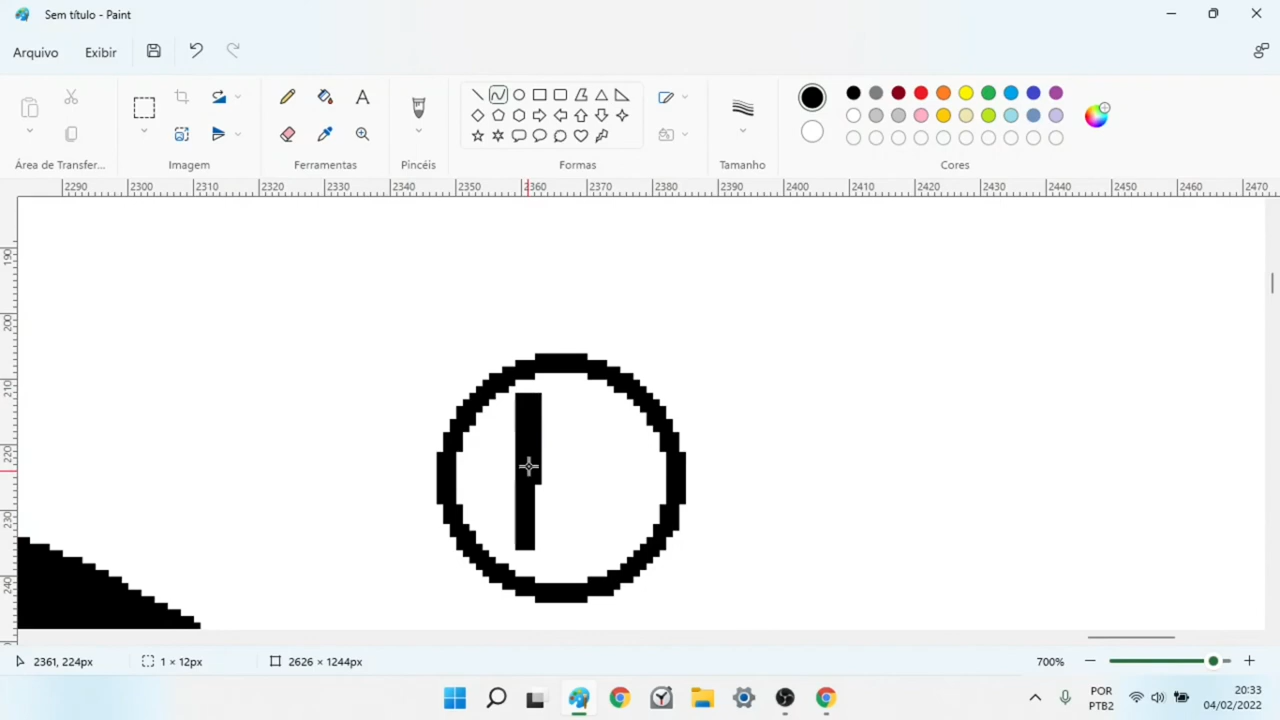 Sem título - Paint
Arquivo Exibir
Área de Transfer... Imagem Ferramentas Pincéis Formas Tamanho Cores
2290 2300 2310 2320 2330 2340 2350 2360 2370 2380 2390 2400 2410 2420 2430 2440 2450 2460 2470
190
200
210
220
230
240
2361, 224px 1 × 12px 2626 × 1244px 700%
POR 20:33
PTB2 04/02/2022